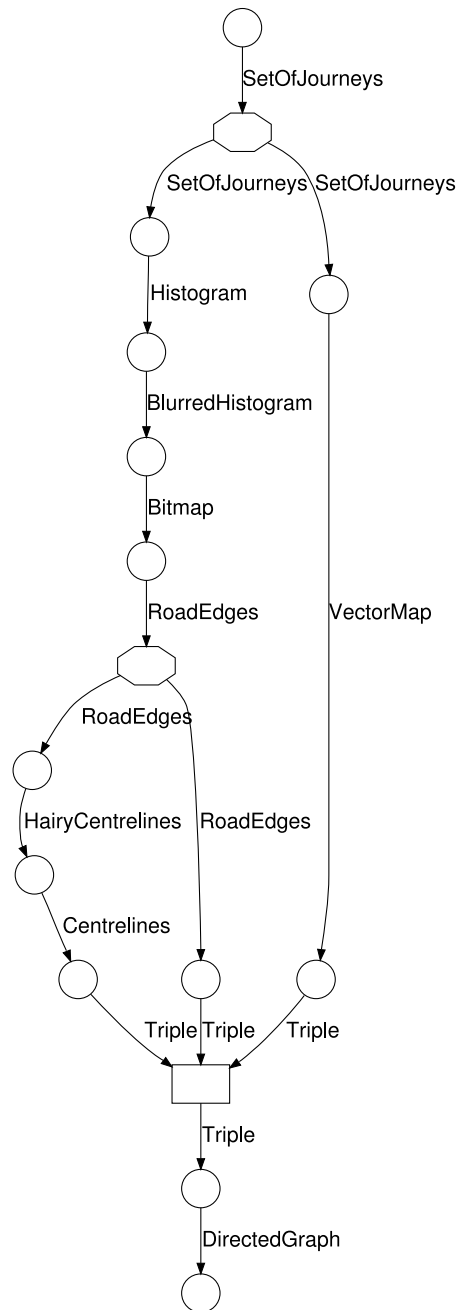 SetOfJourneys
SetOfJourneys SetOfJourneys
Histogram
BlurredHistogram
Bitmap
RoadEdges
VectorMap
RoadEdges
HairyCentrelines RoadEdges
Centrelines
Triple Triple Triple
Triple
DirectedGraph